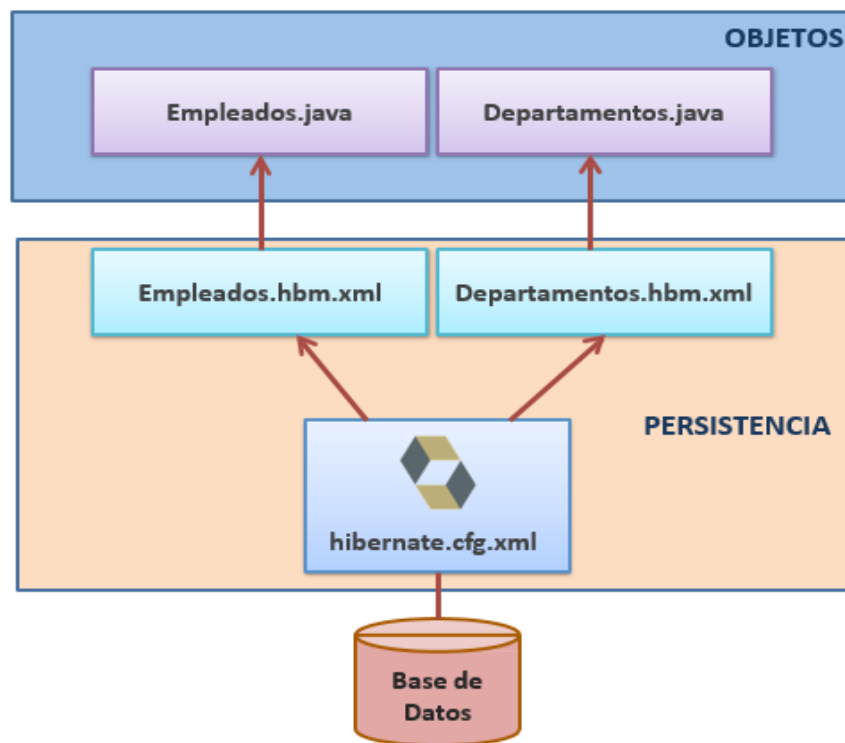 OBJETOS
Empleados.java
Departamentos.java
Empleados.hbm.xml
Departamentos.hbm.xml
PERSISTENCIA
hibernate.cfg.xml
Base de
Datos